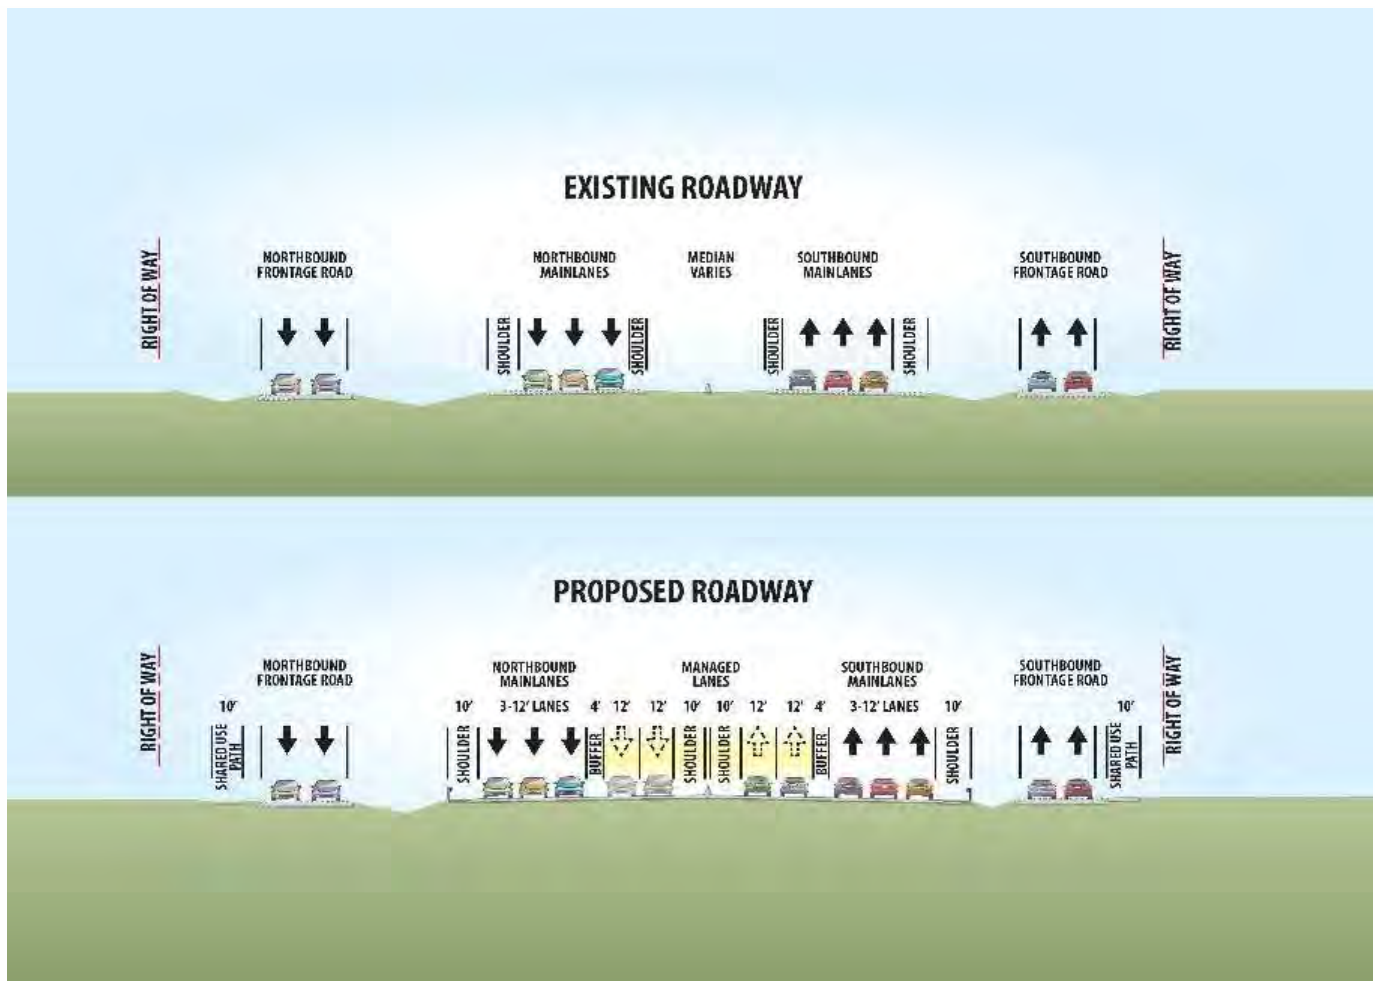 EXISTING ROADWAY
RIGHT OF WAY
NORTHBOUND
FRONTAGE ROAD
NORTHBOUND
MAINLANES
MEDIAN
VARIES
SOUTHBOUND
MAINLANES
SOUTHBOUND
FRONTAGE ROAD
RIGHT OF WAY
SHOULDER
SHOULDER
SHOULDER
SHOULDER
PROPOSED ROADWAY
RIGHT OF WAY
NORTHBOUND
FRONTAGE ROAD
NORTHBOUND
MAINLANES
MANAGED
LANES
SOUTHBOUND
MAINLANES
SOUTHBOUND
FRONTAGE ROAD
RIGHT OF WAY
10' 10' 3-12' LANES 4' 12' 12' 10' 10' 12' 12' 4' 3-12' LANES 10' 10'
SHARED USE
PATH
SHOULDER
BUFFER
SHOULDER
SHOULDER
BUFFER
SHOULDER
SHARED USE
PATH